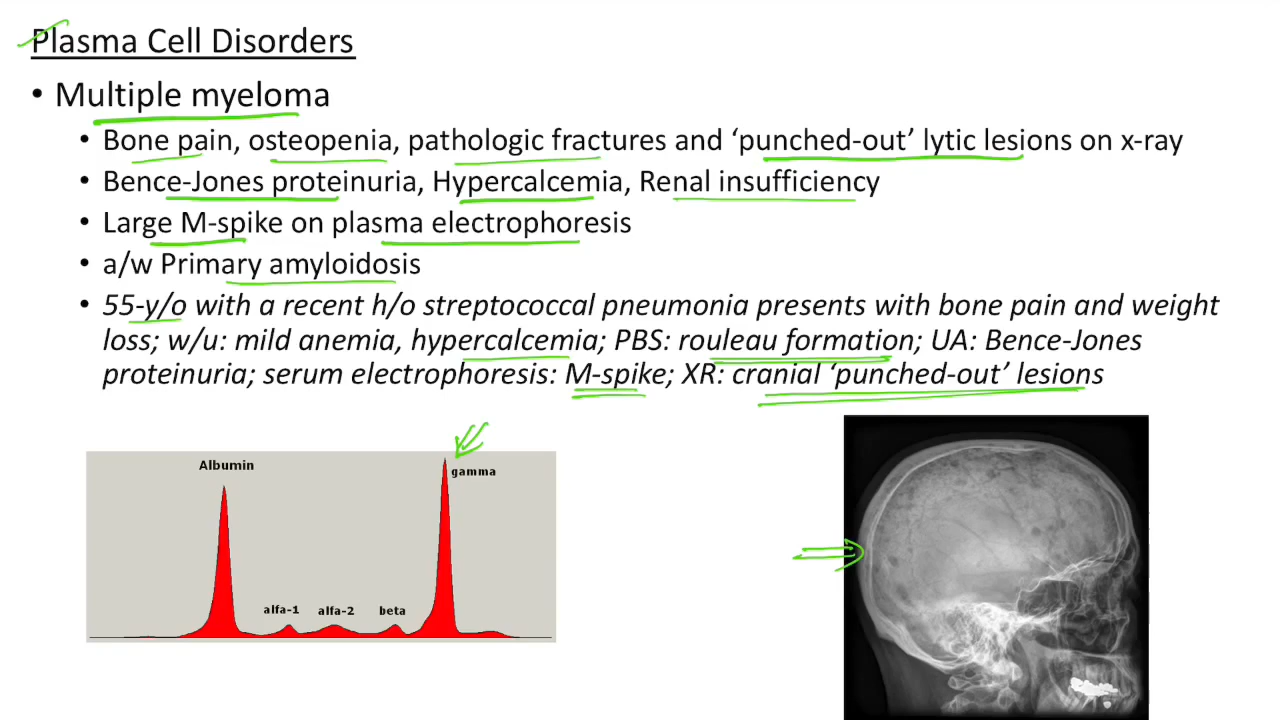 Plasma Cell Disorders
• Multiple myeloma
• Bone pain, osteopenia, pathologic fractures and ‘punched-out’ lytic lesions on x-ray
• Bence-Jones proteinuria, Hypercalcemia, Renal insufficiency
• Large M-spike on plasma electrophoresis
• a/w Primary amyloidosis
• 55-y/o with a recent h/o streptococcal pneumonia presents with bone pain and weight
loss; w/u: mild anemia, hypercalcemia; PBS: rouleau formation; UA: Bence-Jones
proteinuria; serum electrophoresis: M-spike; XR: cranial ‘punched-out’ lesions
Albumin
gamma
alfa-1 alfa-2 beta